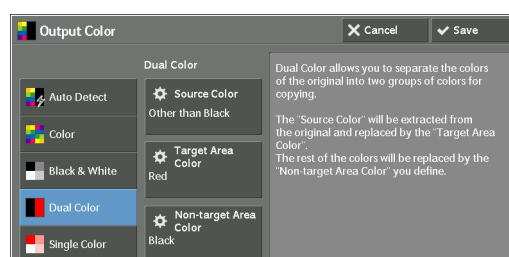 Output Color
Cancel
Save
Auto Detect
Color
Black & White
Dual Color
Single Color
Dual Color
Source Color
Other than Black
Target Area
Color
Red
Non-target Area
Color
Black
Dual Color allows you to separate the colors
of the original into two groups of colors for
copying.
The "Source Color" will be extracted from
the original and replaced by the "Target Area
Color".
The rest of the colors will be replaced by the
"Non-target Area Color" you define.